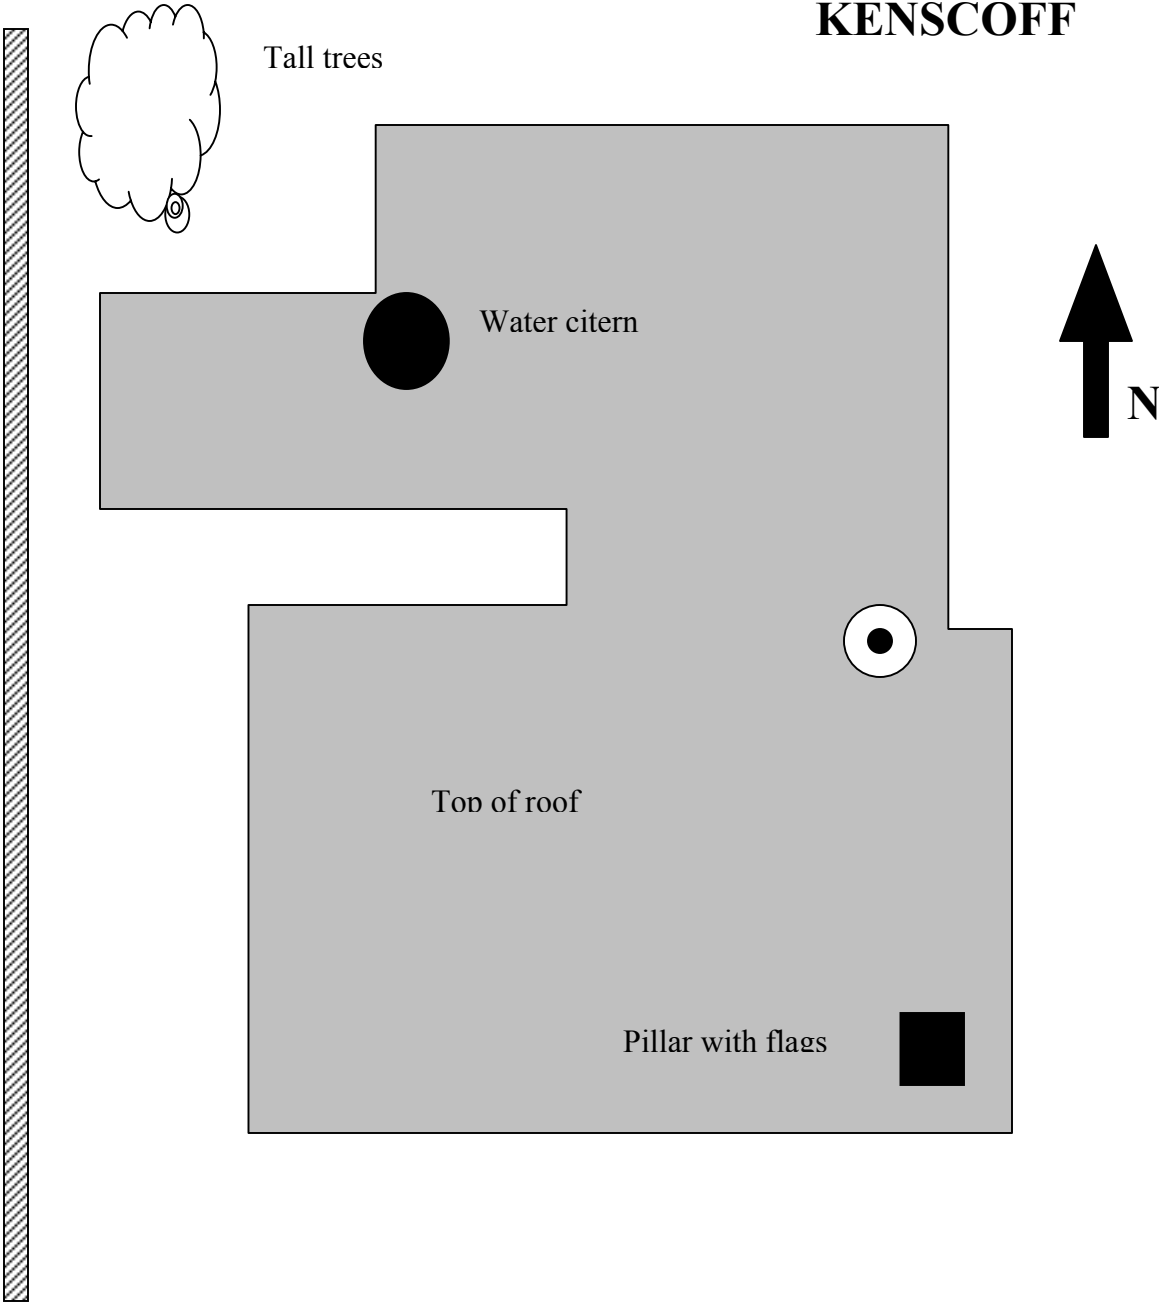 KENSCOFF
Tall trees
Water citern
N
Top of roof
Pillar with flags